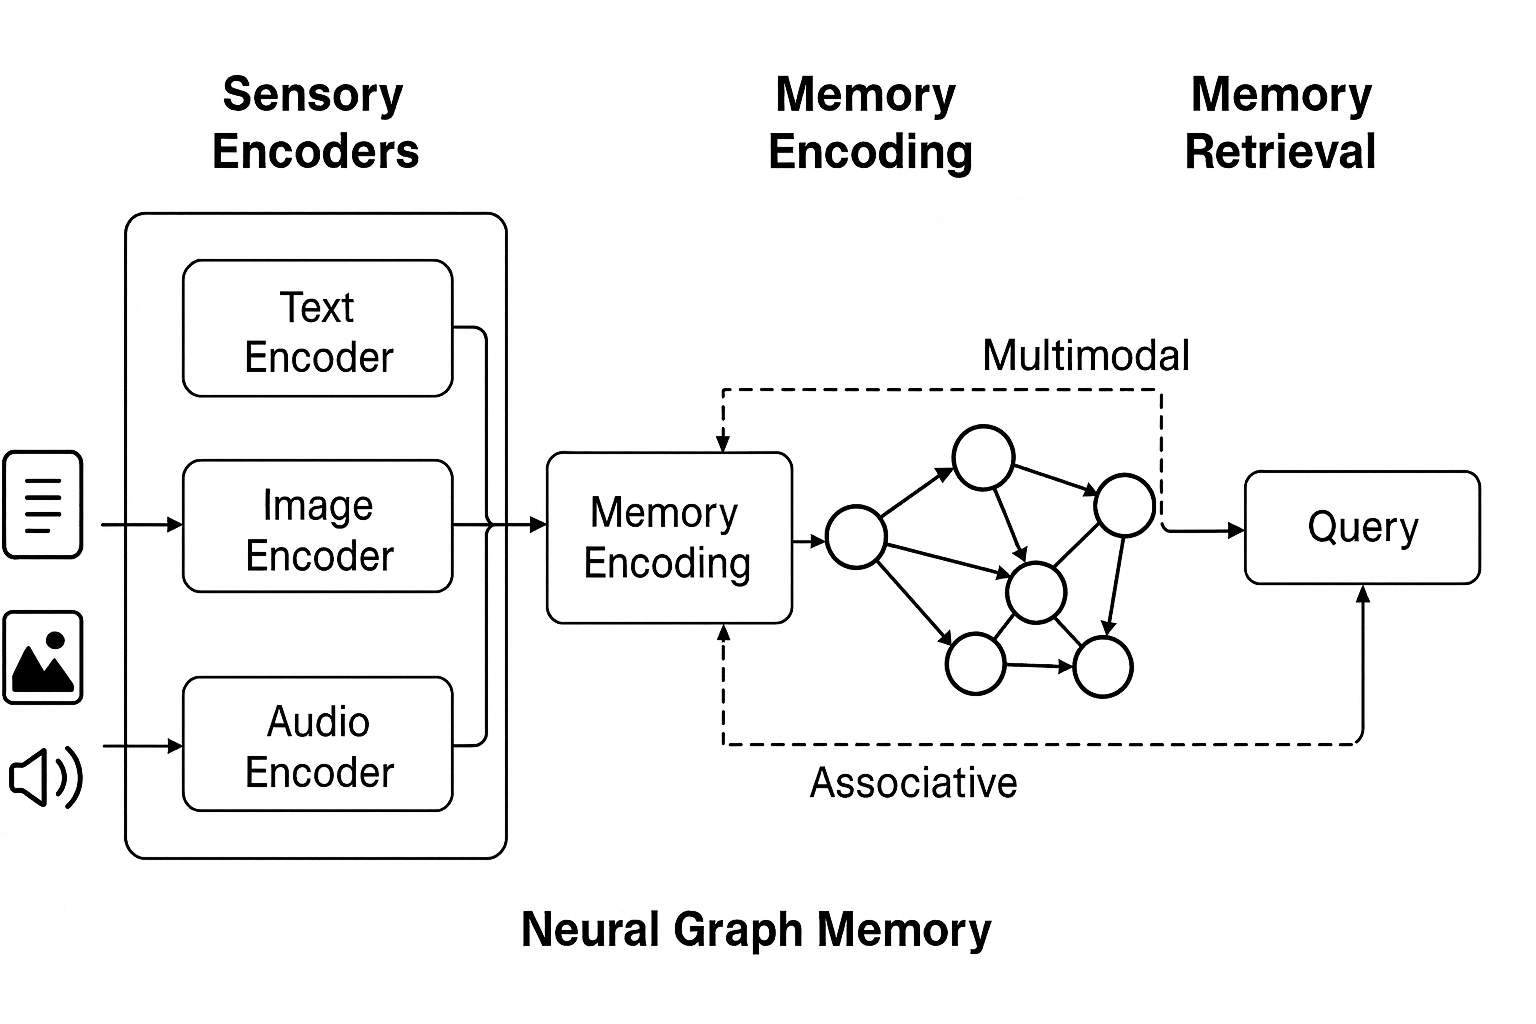 Sensory
Encoders
Memory
Encoding
Memory
Retrieval
Text
Encoder
Image
Encoder
Audio
Encoder
Memory
Encoding
Multimodal
Query
Associative
Neural Graph Memory